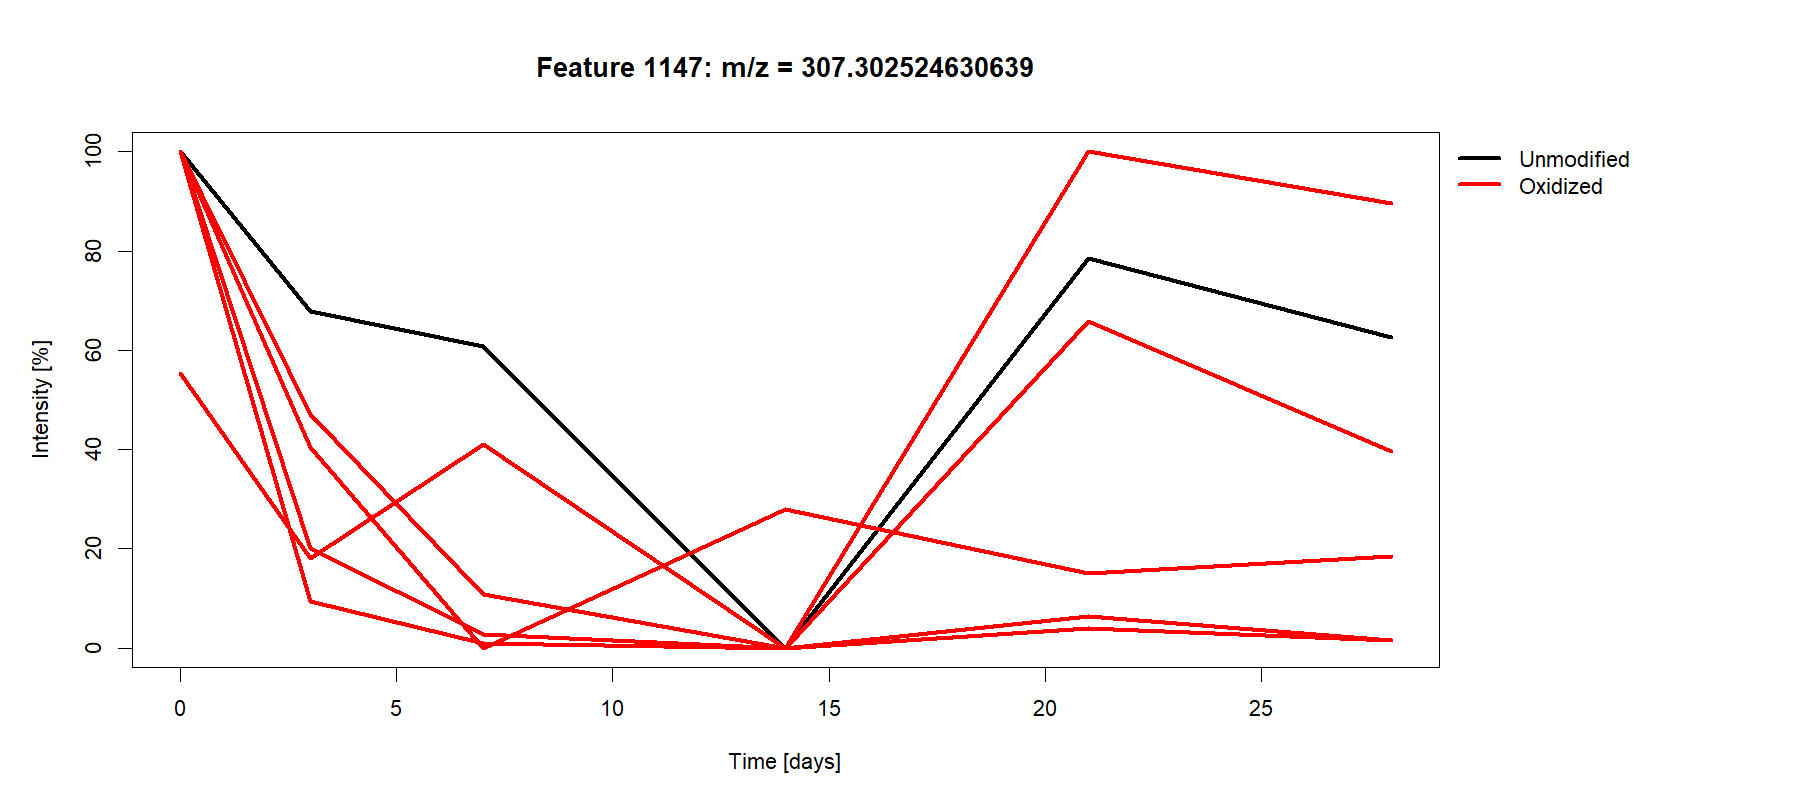 Feature 1147: m/z = 307.302524630639
Unmodified
Oxidized
100
80
60
40
20
0
Intensity [%]
0 5 10 15 20 25
Time [days]